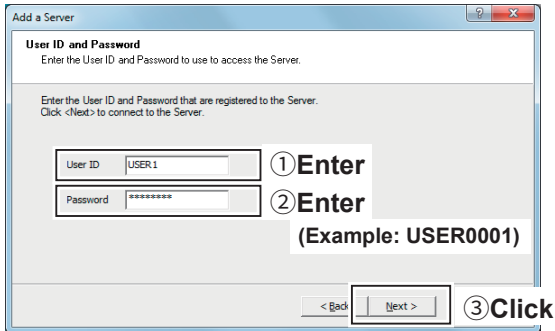 Add a Server
User ID and Password
Enter the User ID and Password to use to access the Server.
Enter the User ID and Password that are registered to the Server.
Click <Next> to connect to the Server.
User ID USER1 ①Enter
Password ******** ②Enter
(Example: USER0001)
< Back Next > ③Click